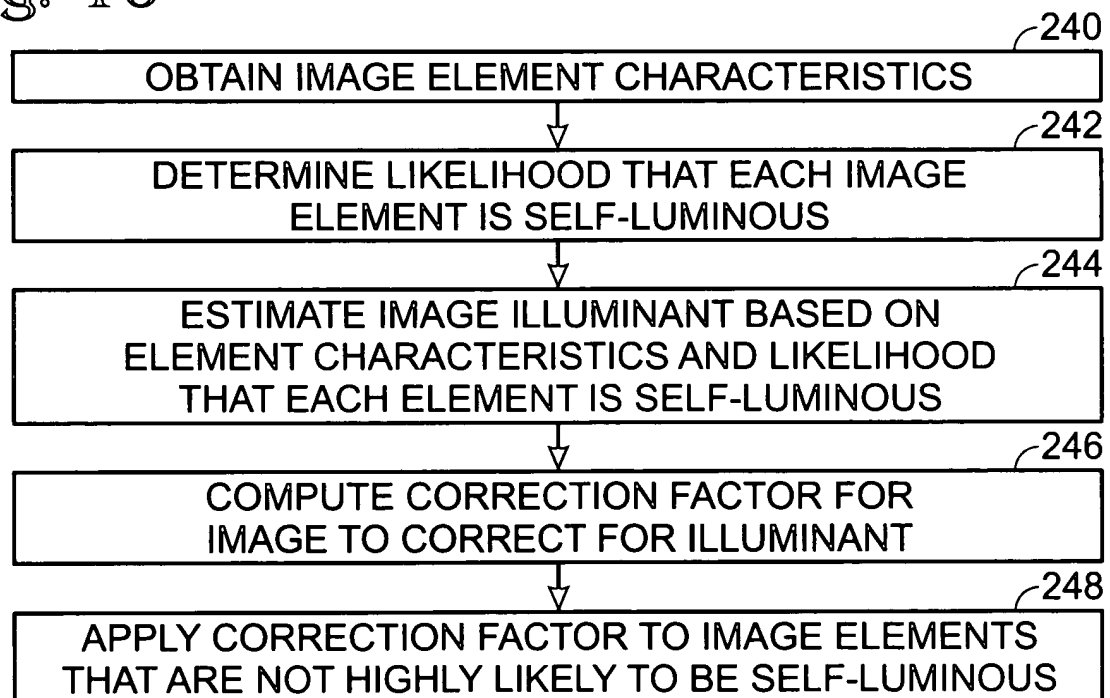 240
OBTAIN IMAGE ELEMENT CHARACTERISTICS
242
DETERMINE LIKELIHOOD THAT EACH IMAGE
ELEMENT IS SELF-LUMINOUS
244
ESTIMATE IMAGE ILLUMINANT BASED ON
ELEMENT CHARACTERISTICS AND LIKELIHOOD
THAT EACH ELEMENT IS SELF-LUMINOUS
246
COMPUTE CORRECTION FACTOR FOR
IMAGE TO CORRECT FOR ILLUMINANT
248
APPLY CORRECTION FACTOR TO IMAGE ELEMENTS
THAT ARE NOT HIGHLY LIKELY TO BE SELF-LUMINOUS